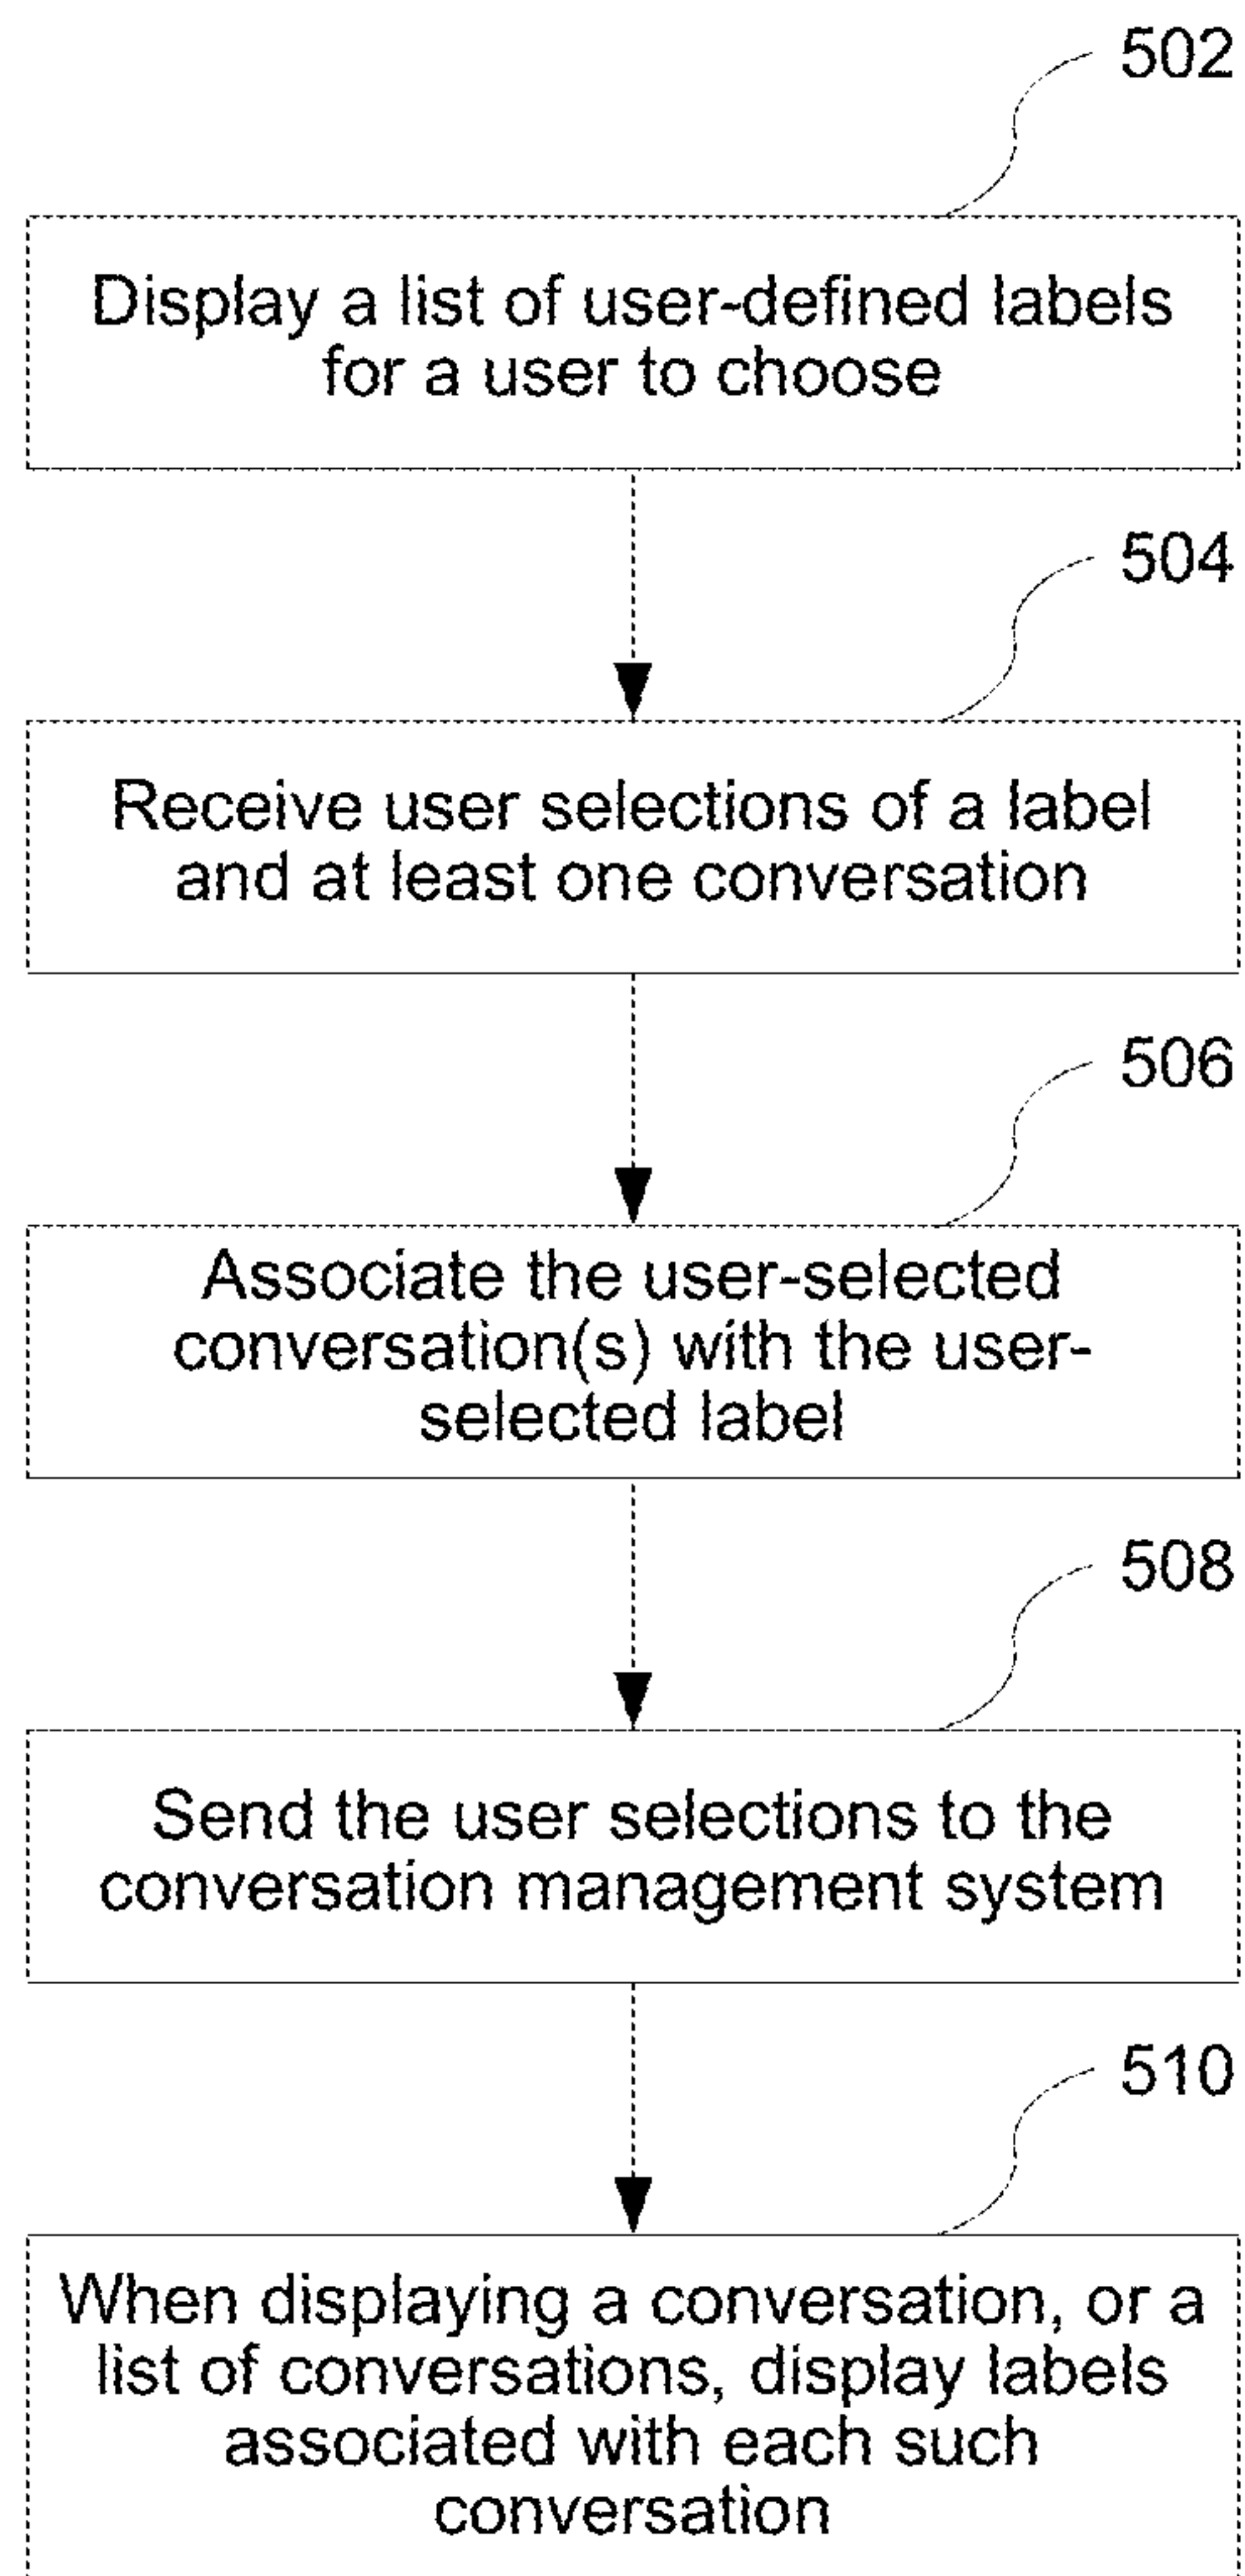 502
Display a list of user-defined labels
for a user to choose
504
Receive user selections of a label
and at least one conversation
506
Associate the user-selected
conversation(s) with the user-
selected label
508
Send the user selections to the
conversation management system
510
When displaying a conversation, or a
list of conversations, display labels
associated with each such
conversation